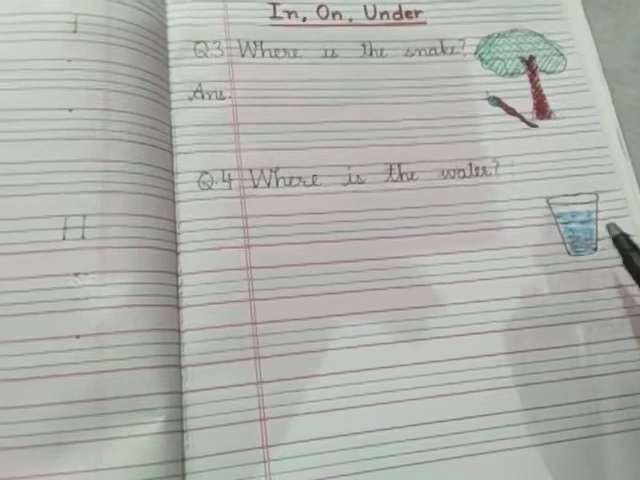 In, On, Under
Q.3 Where is the snake?
Ans.
Q.4 Where is the water?